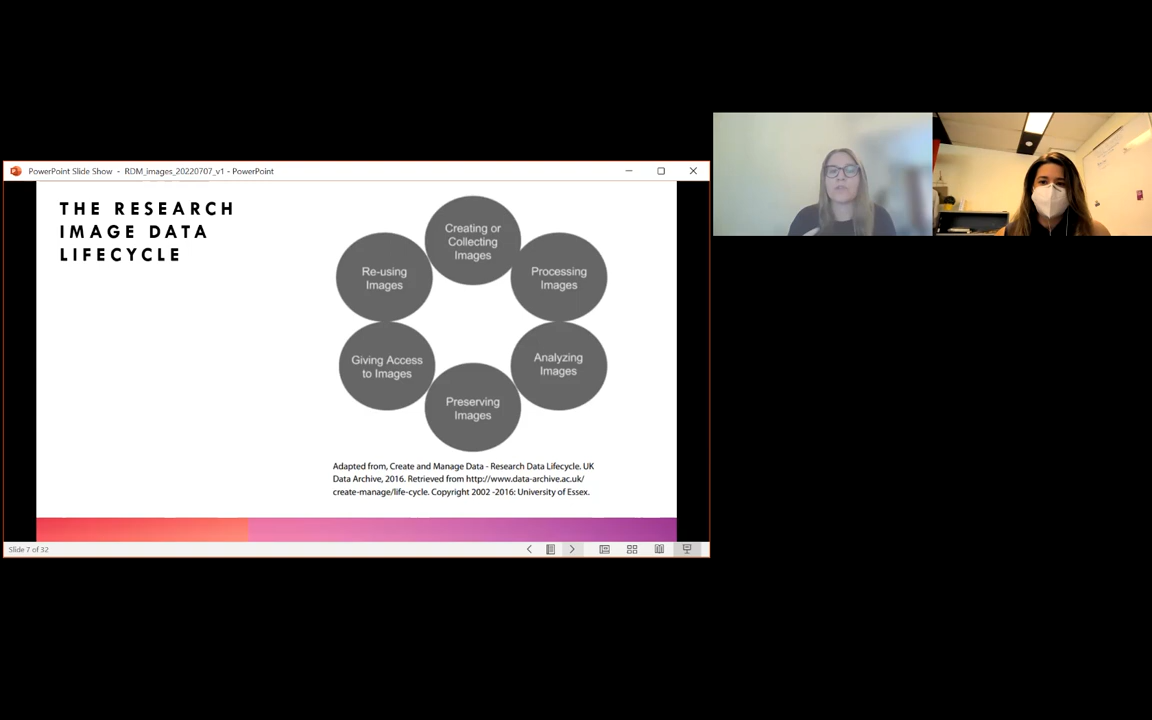 PowerPoint Slide Show - RDM_images_20220707_v1 - PowerPoint
THE RESEARCH
IMAGE DATA
LIFECYCLE
Creating or
Collecting
Images
Processing
Images
Analyzing
Images
Preserving
Images
Giving Access
to Images
Re-using
Images
Adapted from, Create and Manage Data - Research Data Lifecycle. UK
Data Archive, 2016. Retrieved from http://www.data-archive.ac.uk/
create-manage/life-cycle. Copyright 2002 -2016: University of Essex.
Slide 7 of 32